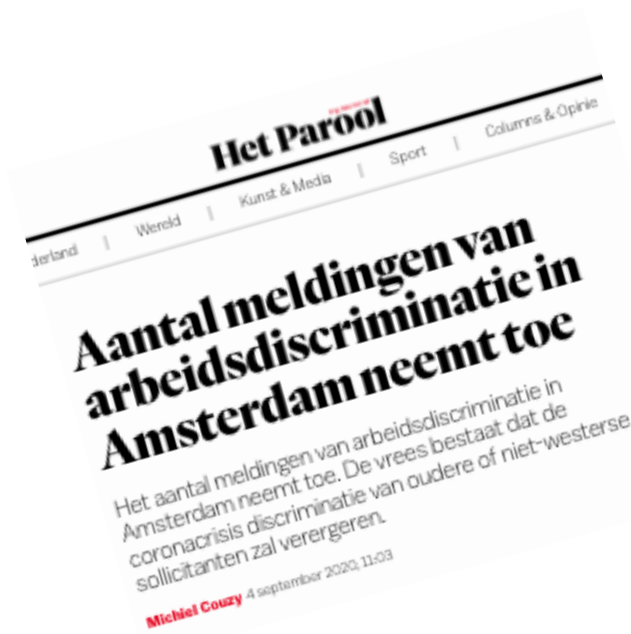 Het Parool
derland | Wereld | Kunst & Media | Sport | Columns & Opinie
Aantal meldingen van
arbeidsdiscriminatie in
Amsterdam neemt toe
Het aantal meldingen van arbeidsdiscriminatie in
Amsterdam neemt toe. De vrees bestaat dat de
coronacrisis discriminatie van oudere of niet-westerse
sollicitanten zal verergeren.
Michiel Couzy 4 september 2020, 11:03